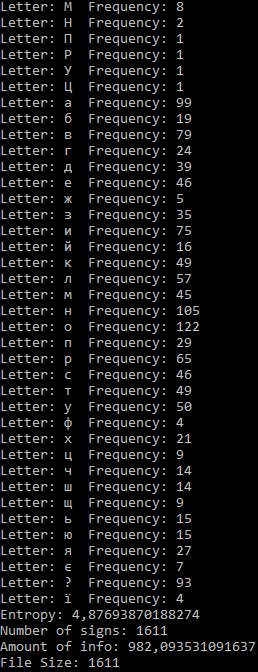 Letter: М  Frequency: 8
Letter: Н  Frequency: 2
Letter: П  Frequency: 1
Letter: Р  Frequency: 1
Letter: У  Frequency: 1
Letter: Ц  Frequency: 1
Letter: а  Frequency: 99
Letter: б  Frequency: 19
Letter: в  Frequency: 79
Letter: г  Frequency: 24
Letter: д  Frequency: 39
Letter: е  Frequency: 46
Letter: ж  Frequency: 5
Letter: з  Frequency: 35
Letter: и  Frequency: 75
Letter: й  Frequency: 16
Letter: к  Frequency: 49
Letter: л  Frequency: 57
Letter: м  Frequency: 45
Letter: н  Frequency: 105
Letter: о  Frequency: 122
Letter: п  Frequency: 29
Letter: р  Frequency: 65
Letter: с  Frequency: 46
Letter: т  Frequency: 49
Letter: у  Frequency: 50
Letter: ф  Frequency: 4
Letter: х  Frequency: 21
Letter: ц  Frequency: 9
Letter: ч  Frequency: 14
Letter: ш  Frequency: 14
Letter: щ  Frequency: 9
Letter: ь  Frequency: 15
Letter: ю  Frequency: 15
Letter: я  Frequency: 27
Letter: є  Frequency: 7
Letter: ?  Frequency: 93
Letter: ї  Frequency: 4
Entropy: 4,87693870188274
Number of signs: 1611
Amount of info: 982,093531091637
File Size: 1611